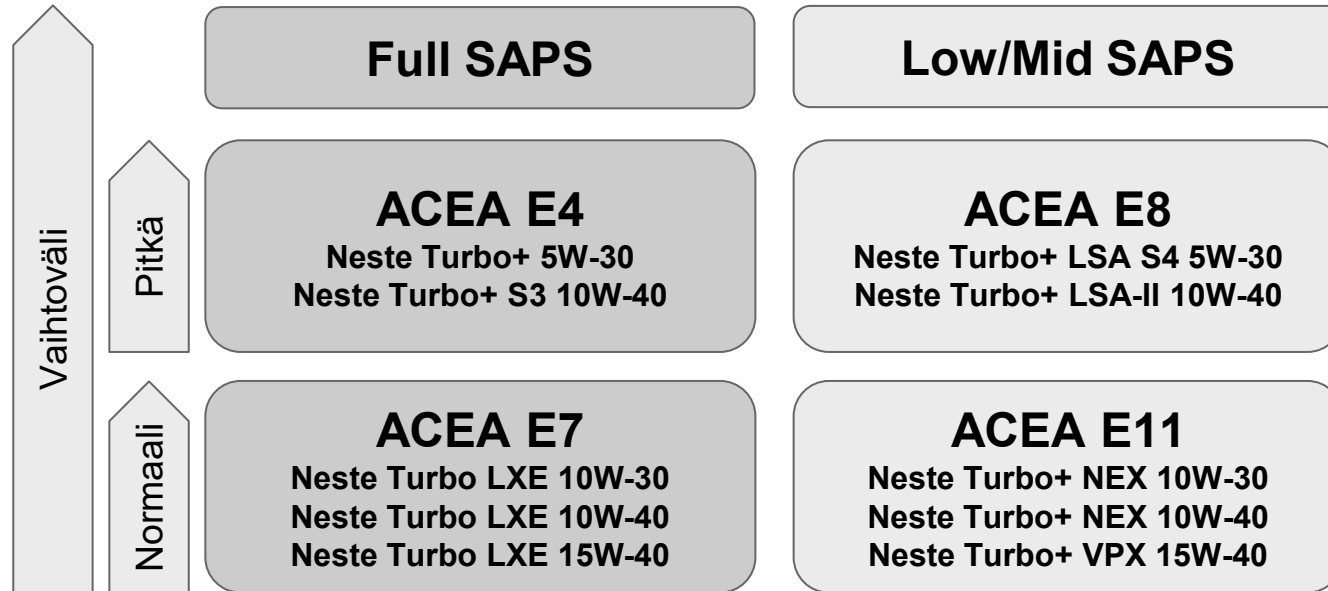 Full SAPS
Low/Mid SAPS
Vaihtoväli
Pitkä
ACEA E4
Neste Turbo+ 5W-30
Neste Turbo+ S3 10W-40
ACEA E8
Neste Turbo+ LSA S4 5W-30
Neste Turbo+ LSA-II 10W-40
Normaali
ACEA E7
Neste Turbo LXE 10W-30
Neste Turbo LXE 10W-40
Neste Turbo LXE 15W-40
ACEA E11
Neste Turbo+ NEX 10W-30
Neste Turbo+ NEX 10W-40
Neste Turbo+ VPX 15W-40